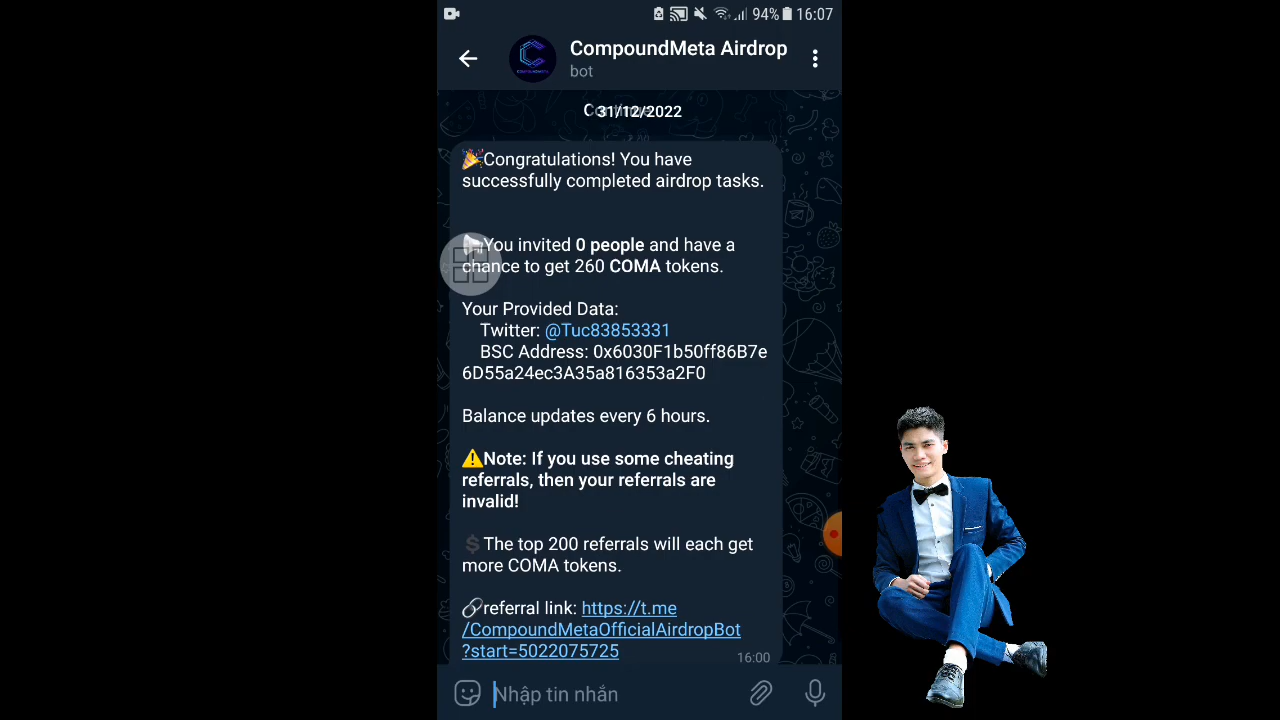 94% 16:07
CompoundMeta Airdrop
bot
31/12/2022
🎉Congratulations! You have
successfully completed airdrop tasks.
You invited 0 people and have a
chance to get 260 COMA tokens.
Your Provided Data:
Twitter: @Tuc83853331
BSC Address: 0x6030F1b50ff86B7e
6D55a24ec3A35a816353a2F0
Balance updates every 6 hours.
⚠️Note: If you use some cheating
referrals, then your referrals are
invalid!
💲The top 200 referrals will each get
more COMA tokens.
🔗referral link: https://t.me
/CompoundMetaOfficialAirdropBot
?start=5022075725
16:00
Nhập tin nhắn